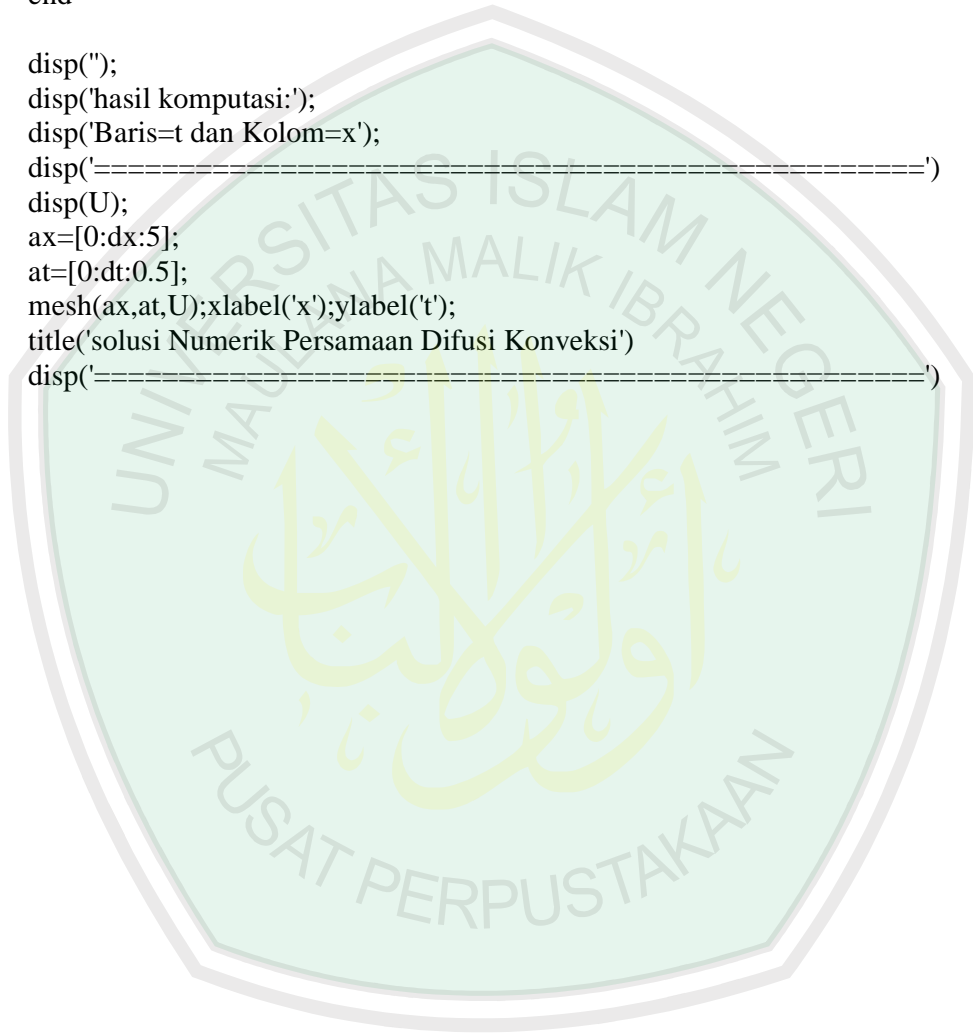 end
disp('');
disp('hasil komputasi:');
disp('Baris=t dan Kolom=x');
disp('=================================================')
disp(U);
ax=[0:dx:5];
at=[0:dt:0.5];
mesh(ax,at,U);xlabel('x');ylabel('t');
title('solusi Numerik Persamaan Difusi Konveksi')
disp('=================================================')
UNIVERSITAS ISLAM NEGERI
MAULANA MALIK IBRAHIM
PUSAT PERPUSTAKAAN